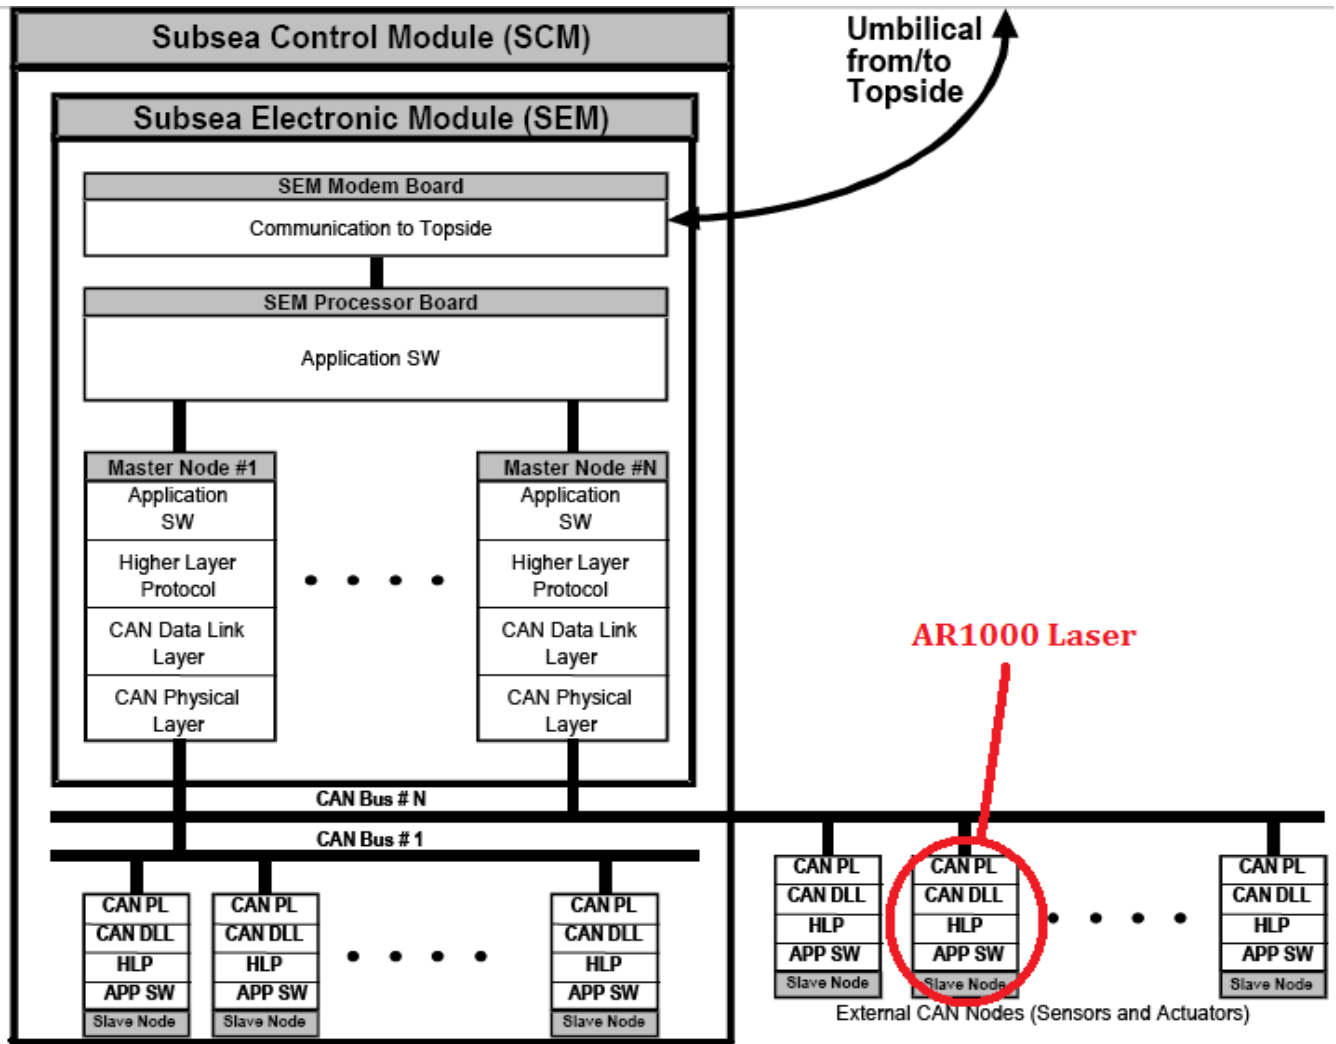 Subsea Control Module (SCM)
Umbilical
from/to
Topside
Subsea Electronic Module (SEM)
SEM Modem Board
Communication to Topside
SEM Processor Board
Application SW
Master Node #1
Application
SW
Higher Layer
Protocol
CAN Data Link
Layer
CAN Physical
Layer
Master Node #N
Application
SW
Higher Layer
Protocol
CAN Data Link
Layer
CAN Physical
Layer
AR1000 Laser
CAN Bus # N
CAN Bus # 1
CAN PL
CAN DLL
HLP
APP SW
Slave Node
CAN PL
CAN DLL
HLP
APP SW
Slave Node
CAN PL
CAN DLL
HLP
APP SW
Slave Node
CAN PL
CAN DLL
HLP
APP SW
Slave Node
CAN PL
CAN DLL
HLP
APP SW
Slave Node
CAN PL
CAN DLL
HLP
APP SW
Slave Node
External CAN Nodes (Sensors and Actuators)